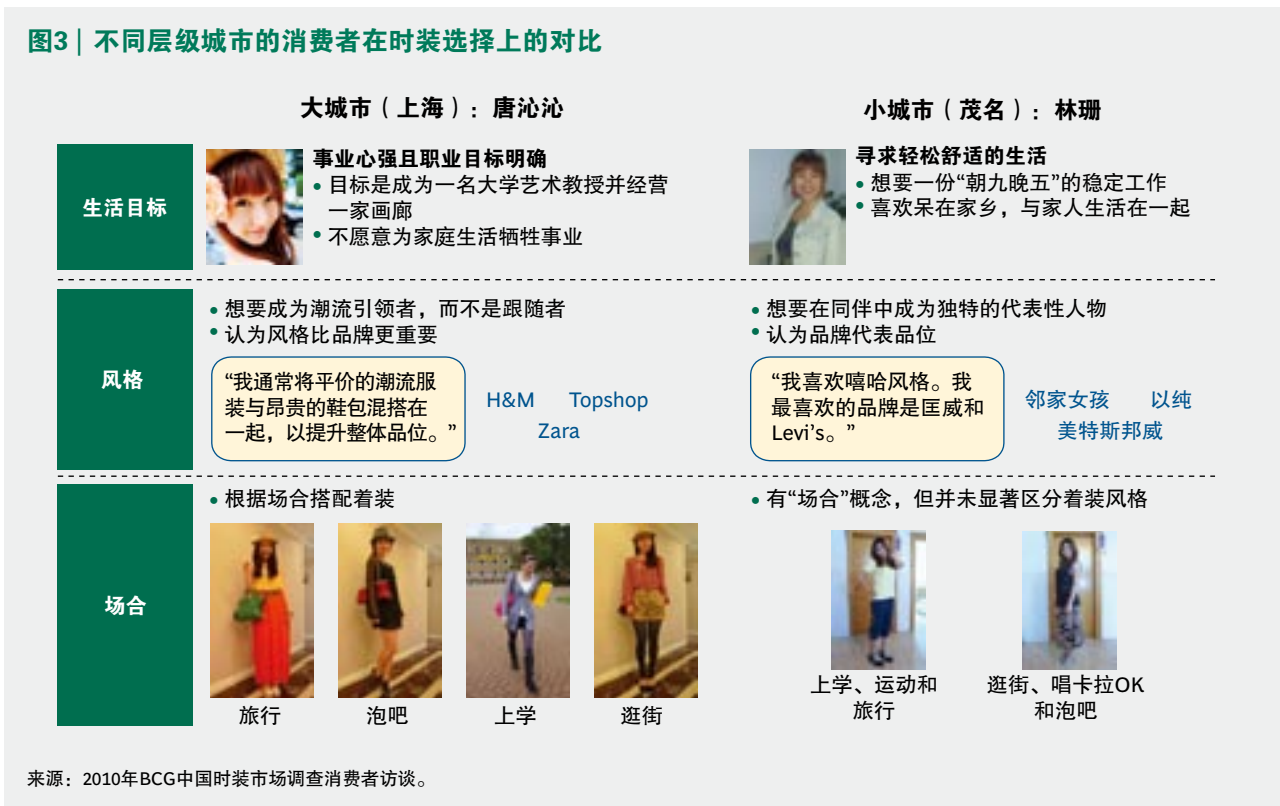 图3｜不同层级城市的消费者在时装选择上的对比
大城市（上海）：唐沁沁
小城市（茂名）：林珊
生活目标
事业心强且职业目标明确
• 目标是成为一名大学艺术教授并经营
一家画廊
• 不愿意为家庭生活牺牲事业
寻求轻松舒适的生活
• 想要一份“朝九晚五”的稳定工作
• 喜欢呆在家乡，与家人生活在一起
风格
• 想要成为潮流引领者，而不是跟随者
• 认为风格比品牌更重要
“我通常将平价的潮流服
装与昂贵的鞋包混搭在
一起，以提升整体品位。”
H&M Topshop
Zara
• 想要在同伴中成为独特的代表性人物
• 认为品牌代表品位
“我喜欢嘻哈风格。我
最喜欢的品牌是匡威和
Levi’s。”
邻家女孩 以纯
美特斯邦威
场合
• 根据场合搭配着装
旅行
泡吧
上学
逛街
• 有“场合”概念，但并未显著区分着装风格
上学、运动和
旅行
逛街、唱卡拉OK
和泡吧
来源：2010年BCG中国时装市场调查消费者访谈。